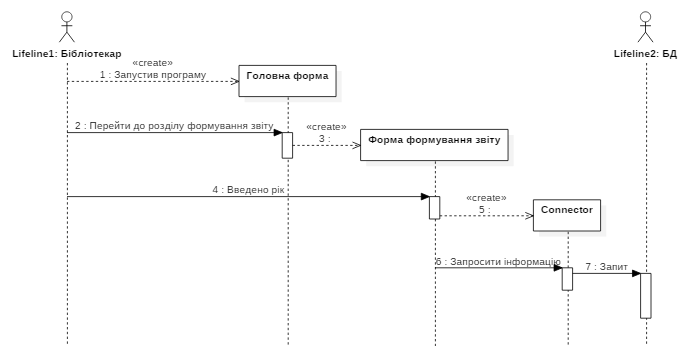 Lifeline1: Бібліотекар
Lifeline2: БД
«create»
1 : Запустив програму
Головна форма
2 : Перейти до розділу формування звіту
«create»
3 :
Форма формування звіту
4 : Введено рік
«create»
5 :
Connector
6 : Запросити інформацію
7 : Запит